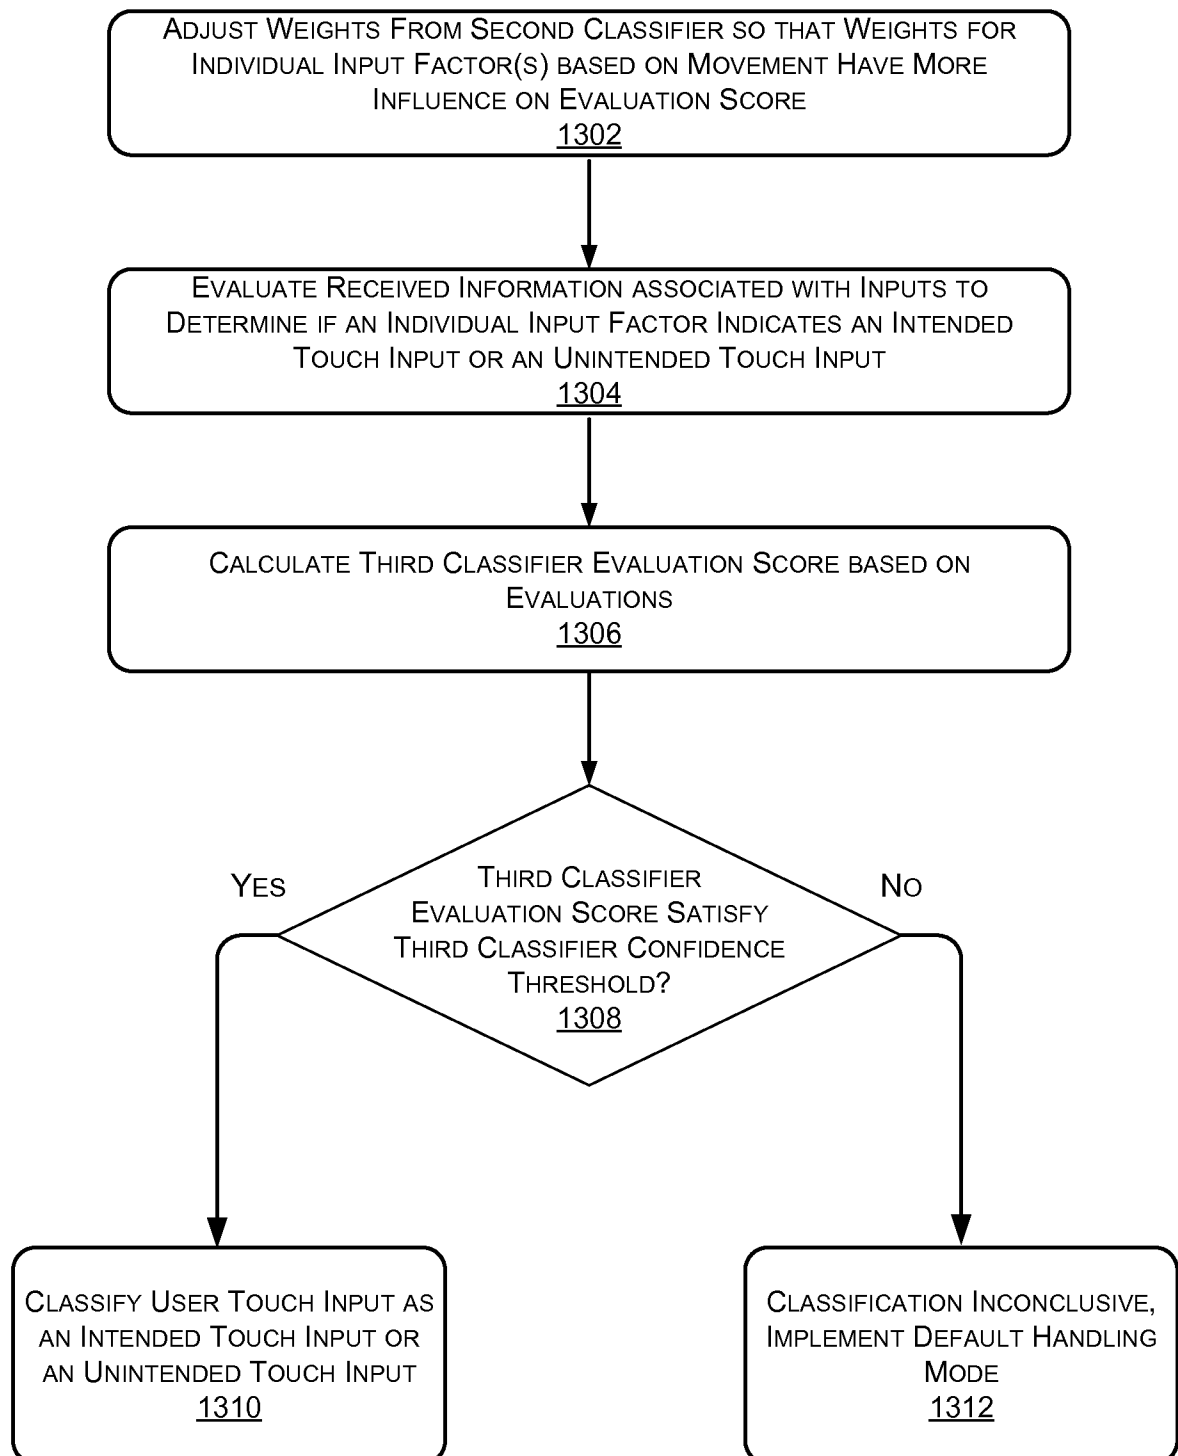 ADJUST WEIGHTS FROM SECOND CLASSIFIER SO THAT WEIGHTS FOR
INDIVIDUAL INPUT FACTOR(S) BASED ON MOVEMENT HAVE MORE
INFLUENCE ON EVALUATION SCORE
1302
EVALUATE RECEIVED INFORMATION ASSOCIATED WITH INPUTS TO
DETERMINE IF AN INDIVIDUAL INPUT FACTOR INDICATES AN INTENDED
TOUCH INPUT OR AN UNINTENDED TOUCH INPUT
1304
CALCULATE THIRD CLASSIFIER EVALUATION SCORE BASED ON
EVALUATIONS
1306
YES
NO
THIRD CLASSIFIER
EVALUATION SCORE SATISFY
THIRD CLASSIFIER CONFIDENCE
THRESHOLD?
1308
CLASSIFY USER TOUCH INPUT AS
AN INTENDED TOUCH INPUT OR
AN UNINTENDED TOUCH INPUT
1310
CLASSIFICATION INCONCLUSIVE,
IMPLEMENT DEFAULT HANDLING
MODE
1312